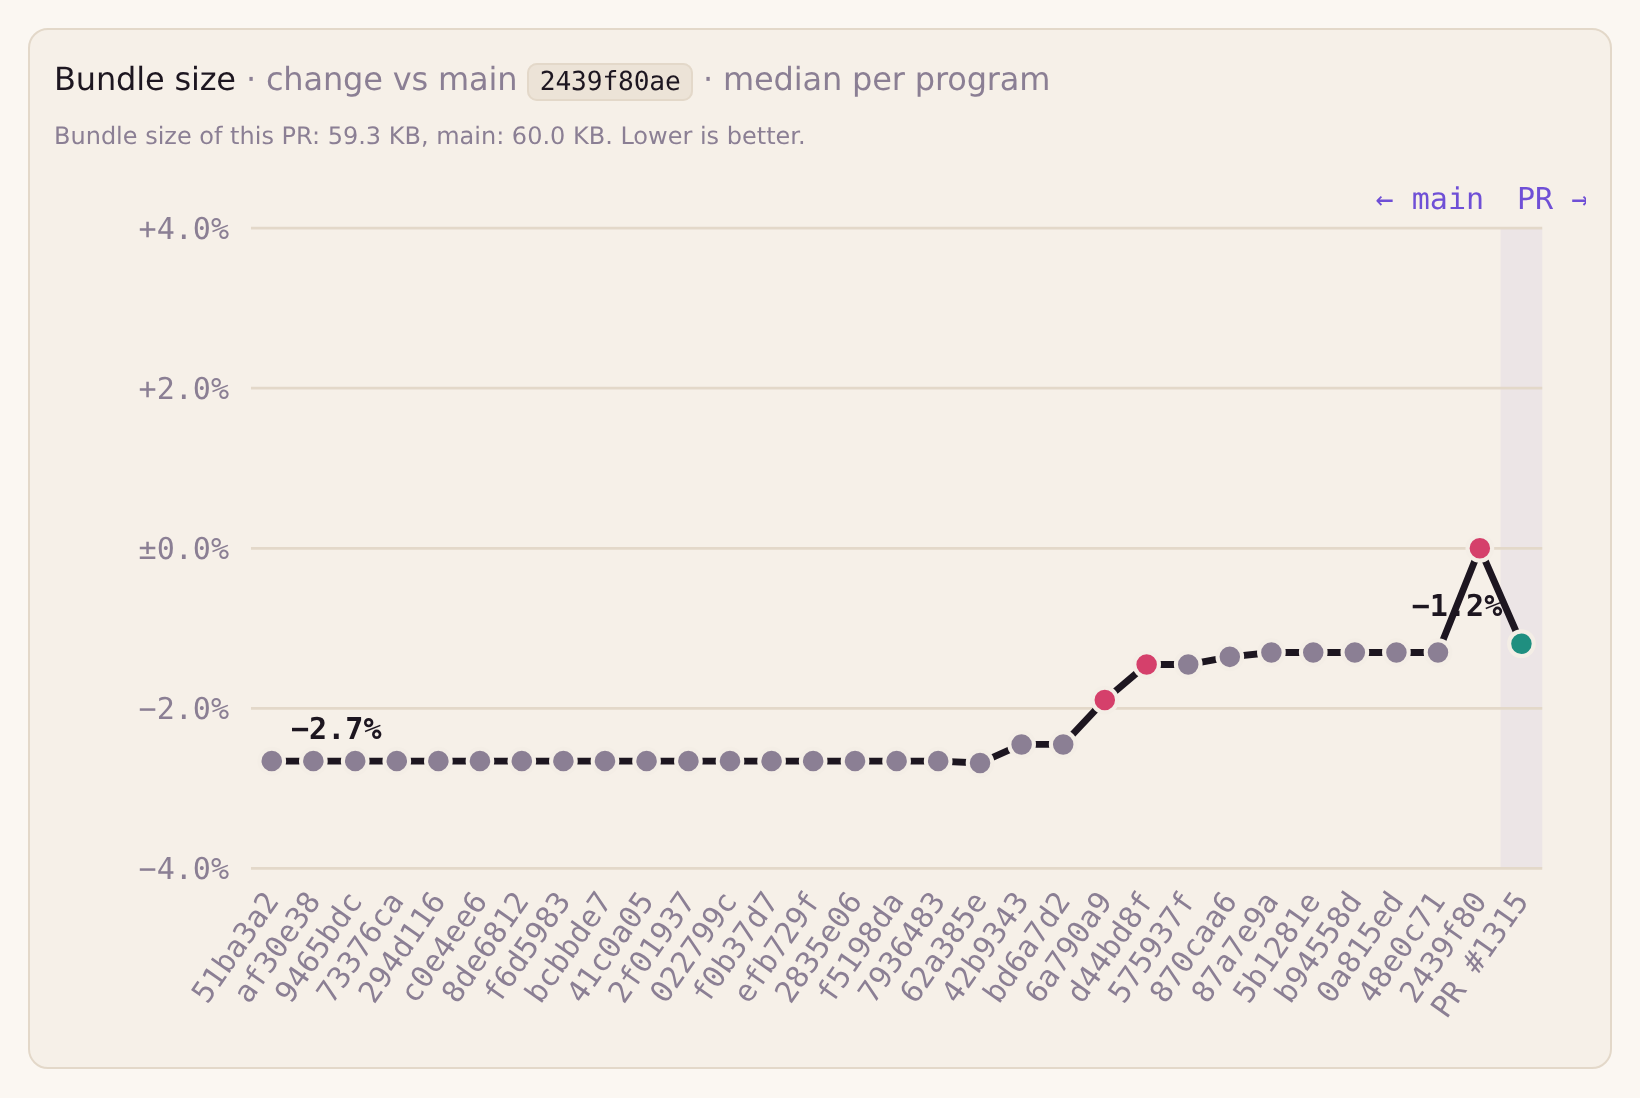 Bundle size · change vs main 2439f80ae · median per program
Bundle size of this PR: 59.3 KB, main: 60.0 KB. Lower is better.
← main PR →
+4.0%
+2.0%
±0.0%
−2.0%
−4.0%
−2.7%
−1.2%
51ba3a2
af30e38
9465bdc
73376ca
294d116
c0e4ee6
8de6812
f6d5983
bcbbde7
41c0a05
2f01937
022799c
f0b37d7
efb729f
2835e06
f5198da
7936483
62a385e
42b9343
bd6a7d2
6a790a9
d44bd8f
575937f
870caa6
87a7e9a
5b1281e
b94558d
0a815ed
48e0c71
2439f80
PR #1315